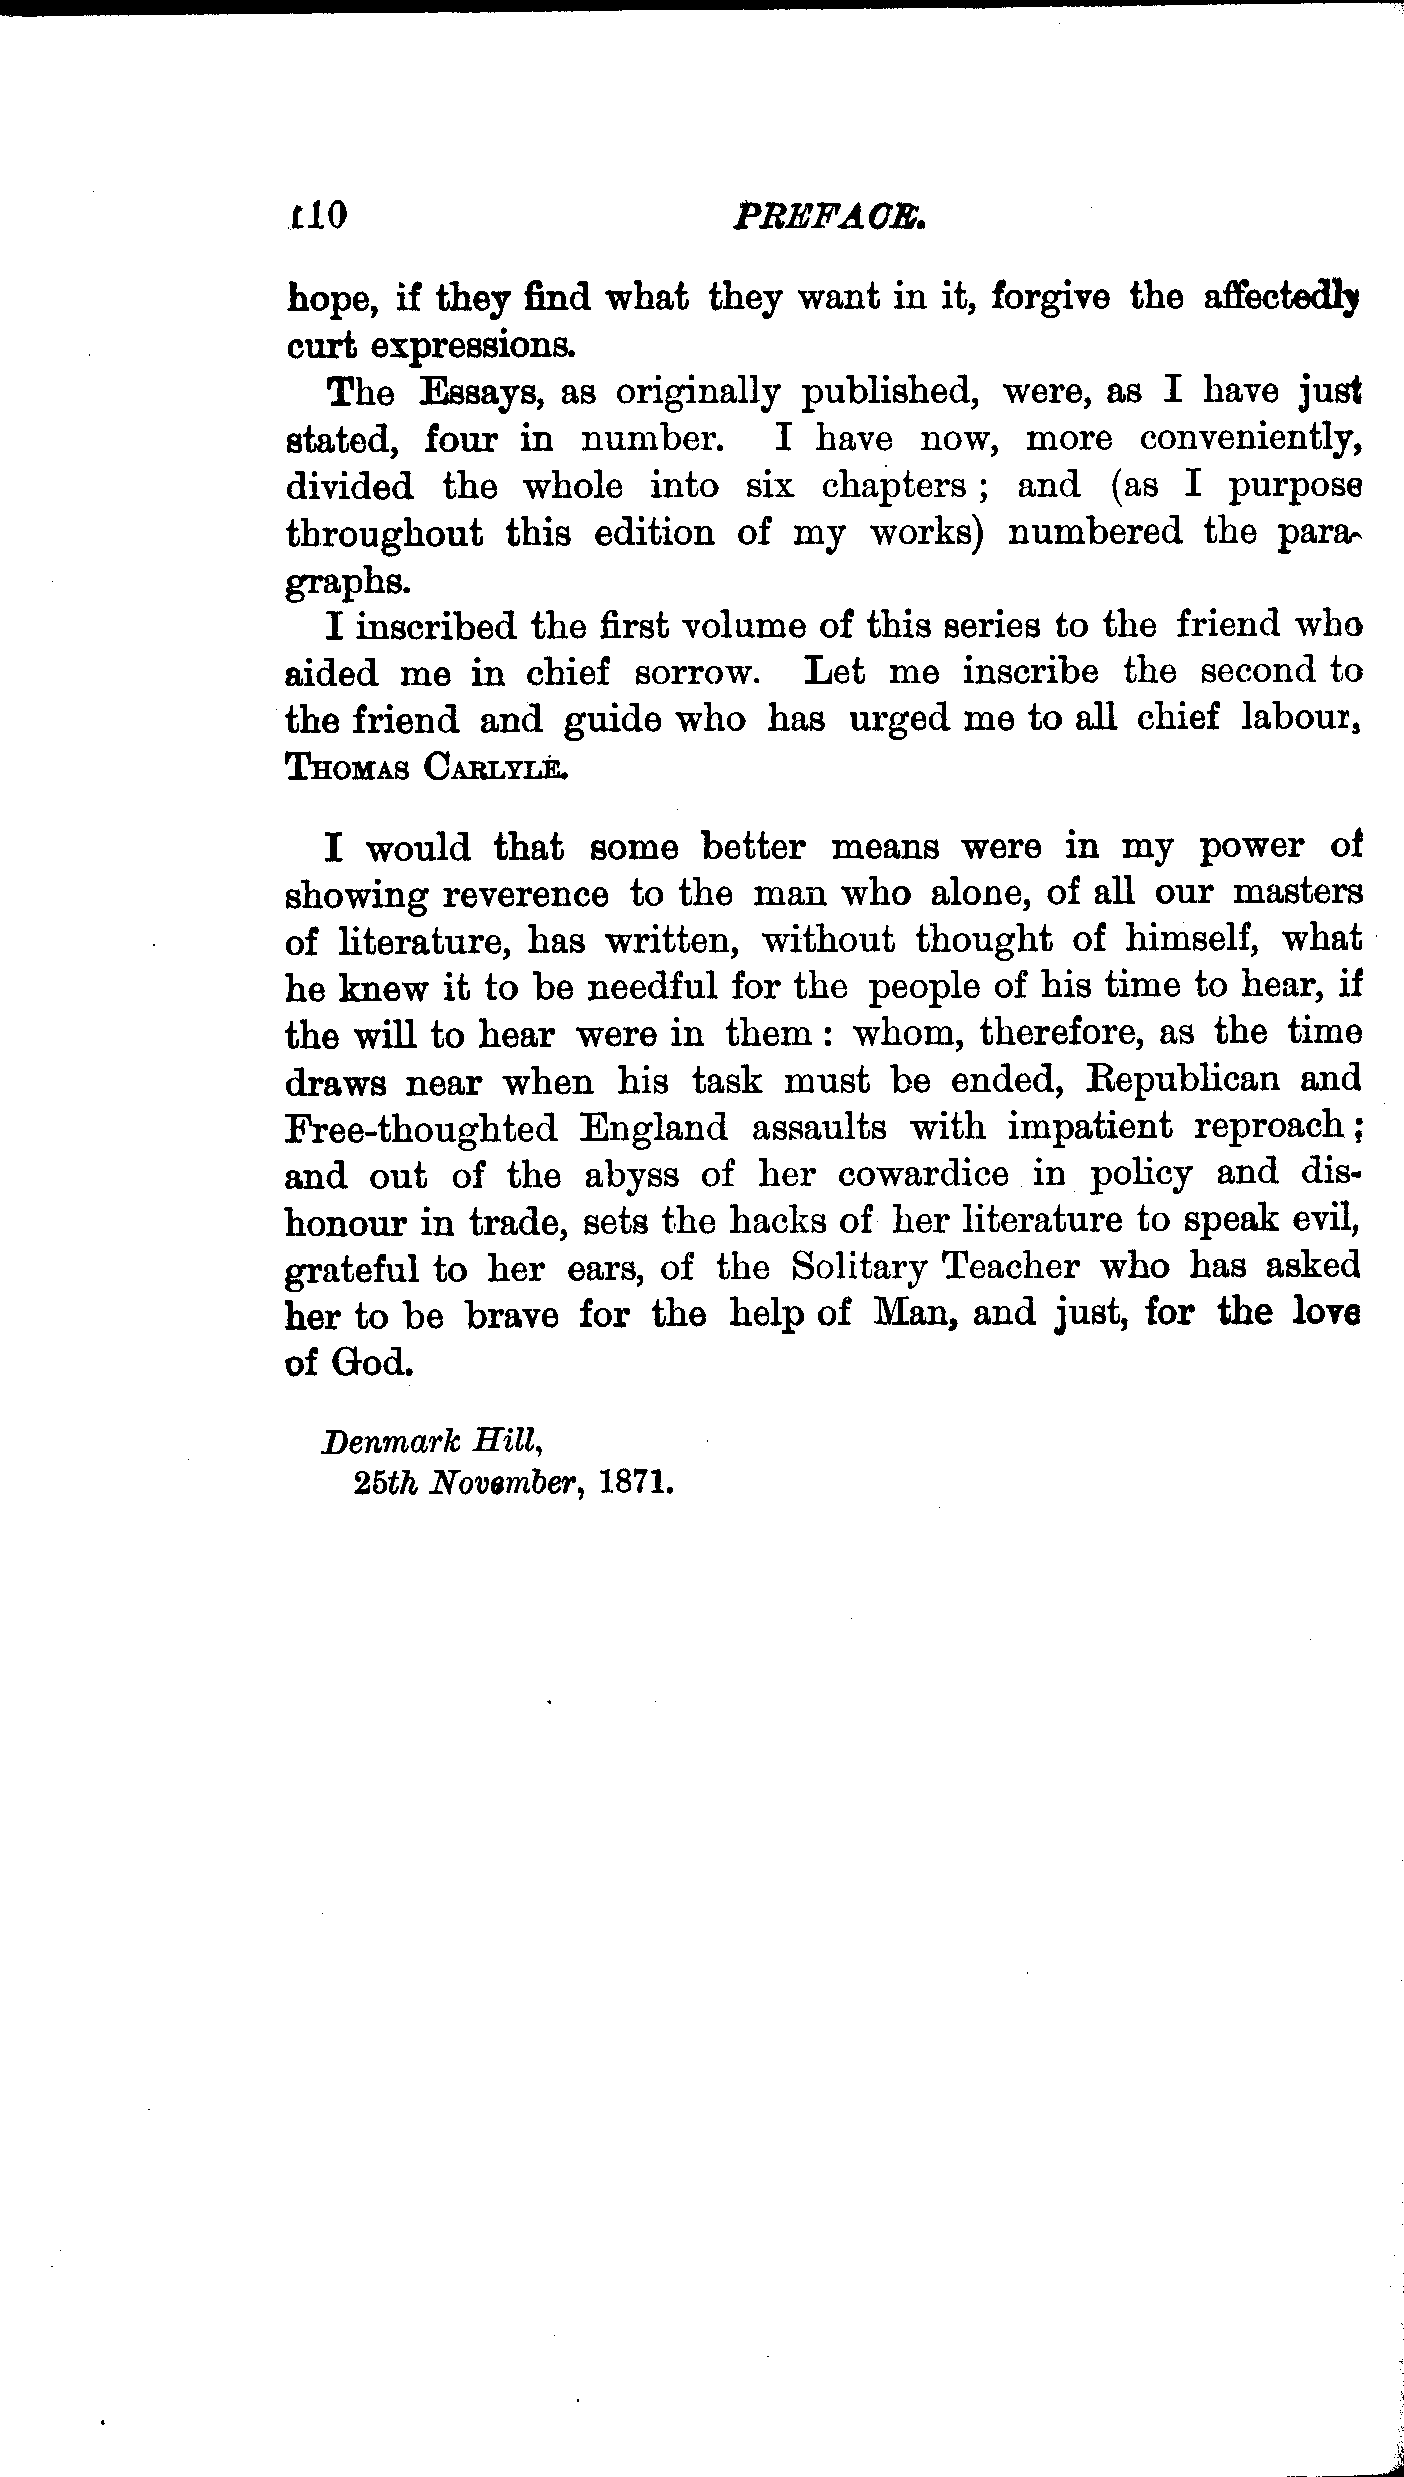 110 PREFACE.
hope, if they find what they want in it, forgive the affectedly
curt expressions.
The Essays, as originally published, were, as I have just
stated, four in number. I have now, more conveniently,
divided the whole into six chapters ; and (as I purpose
throughout this edition of my works) numbered the para-
graphs.
I inscribed the first volume of this series to the friend who
aided me in chief sorrow. Let me inscribe the second to
the friend and guide who has urged me to all chief labour,
THOMAS CARLYLE.
I would that some better means were in my power of
showing reverence to the man who alone, of all our masters
of literature, has written, without thought of himself, what
he knew it to be needful for the people of his time to hear, if
the will to hear were in them : whom, therefore, as the time
draws near when his task must be ended, Republican and
Free-thoughted England assaults with impatient reproach ;
and out of the abyss of her cowardice in policy and dis-
honour in trade, sets the hacks of her literature to speak evil,
grateful to her ears, of the Solitary Teacher who has asked
her to be brave for the help of Man, and just, for the love
of God.
Denmark Hill,
25th November, 1871.